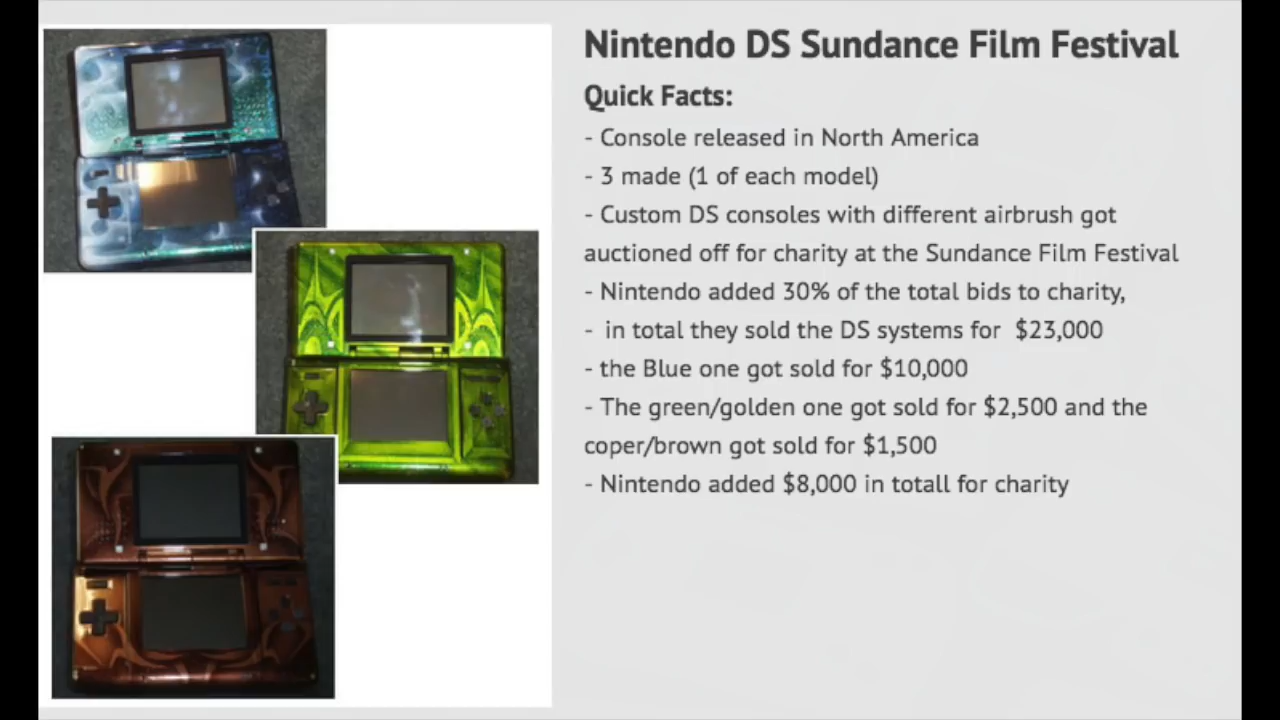 Nintendo DS Sundance Film Festival
Quick Facts:
- Console released in North America
- 3 made (1 of each model)
- Custom DS consoles with different airbrush got
auctioned off for charity at the Sundance Film Festival
- Nintendo added 30% of the total bids to charity,
- in total they sold the DS systems for $23,000
- the Blue one got sold for $10,000
- The green/golden one got sold for $2,500 and the
coper/brown got sold for $1,500
- Nintendo added $8,000 in totall for charity